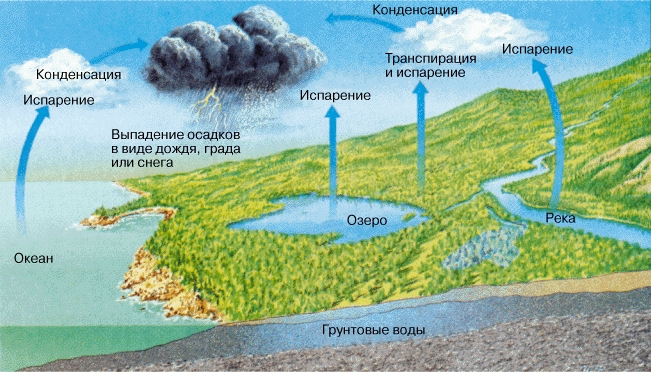 Конденсация
Испарение
Транспирация
и испарение
Конденсация
Испарение
Испарение
Выпадение осадков
в виде дождя, града
или снега
Озеро
Река
Океан
Грунтовые воды